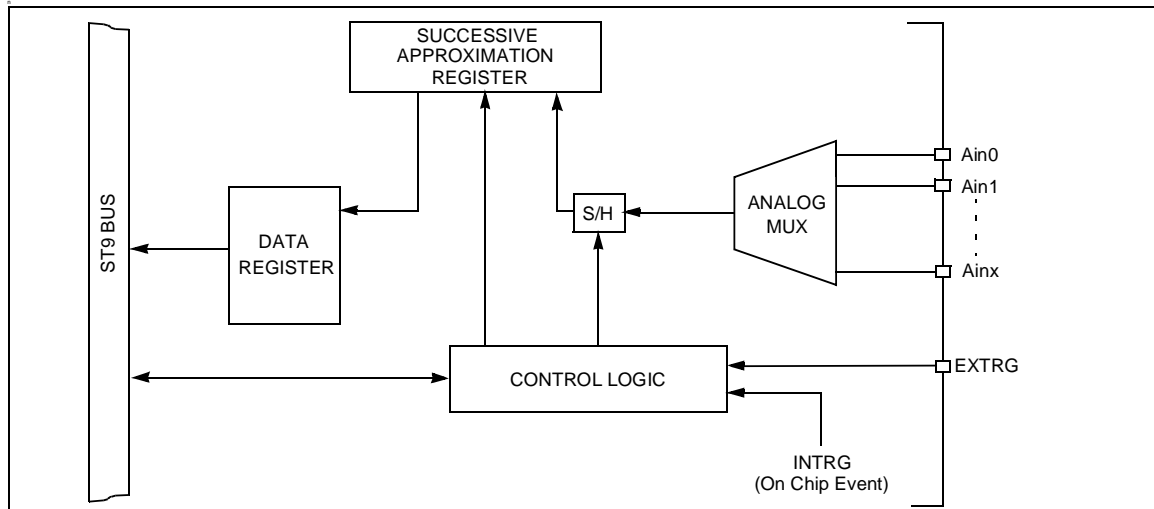 SUCCESSIVE
APPROXIMATION
REGISTER
ST9 BUS
DATA
REGISTER
S/H
ANALOG
MUX
Ain0
Ain1
Ainx
CONTROL LOGIC
EXTRG
INTRG
(On Chip Event)